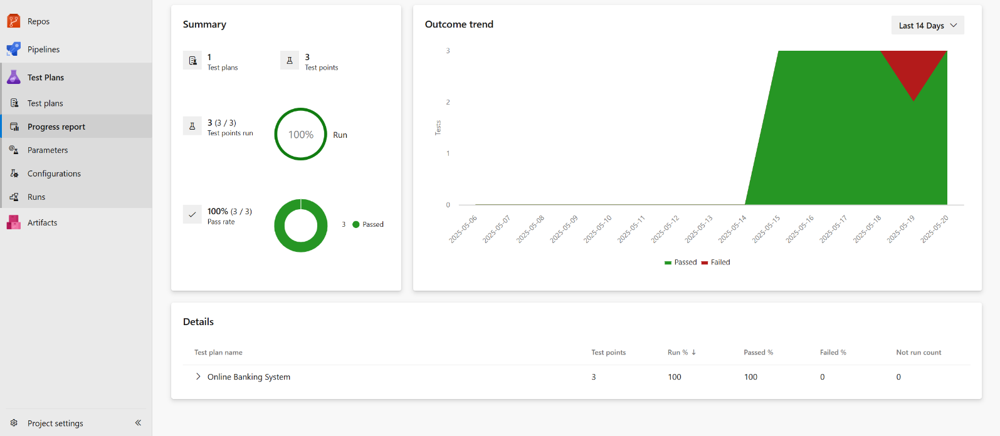 Repos
Pipelines
Test Plans
Test plans
Progress report
Parameters
Configurations
Runs
Artifacts
Project settings
Summary
1
Test plans
3
Test points
3 (3 / 3)
Test points run
100%
Run
100% (3 / 3)
Pass rate
3 Passed
Outcome trend
Last 14 Days
Tests
3
2
1
0
2025-05-06
2025-05-07
2025-05-08
2025-05-09
2025-05-10
2025-05-11
2025-05-12
2025-05-13
2025-05-14
2025-05-15
2025-05-16
2025-05-17
2025-05-18
2025-05-19
2025-05-20
Passed Failed
Details
Test plan name Test points Run % ↓ Passed % Failed % Not run count
Online Banking System 3 100 100 0 0